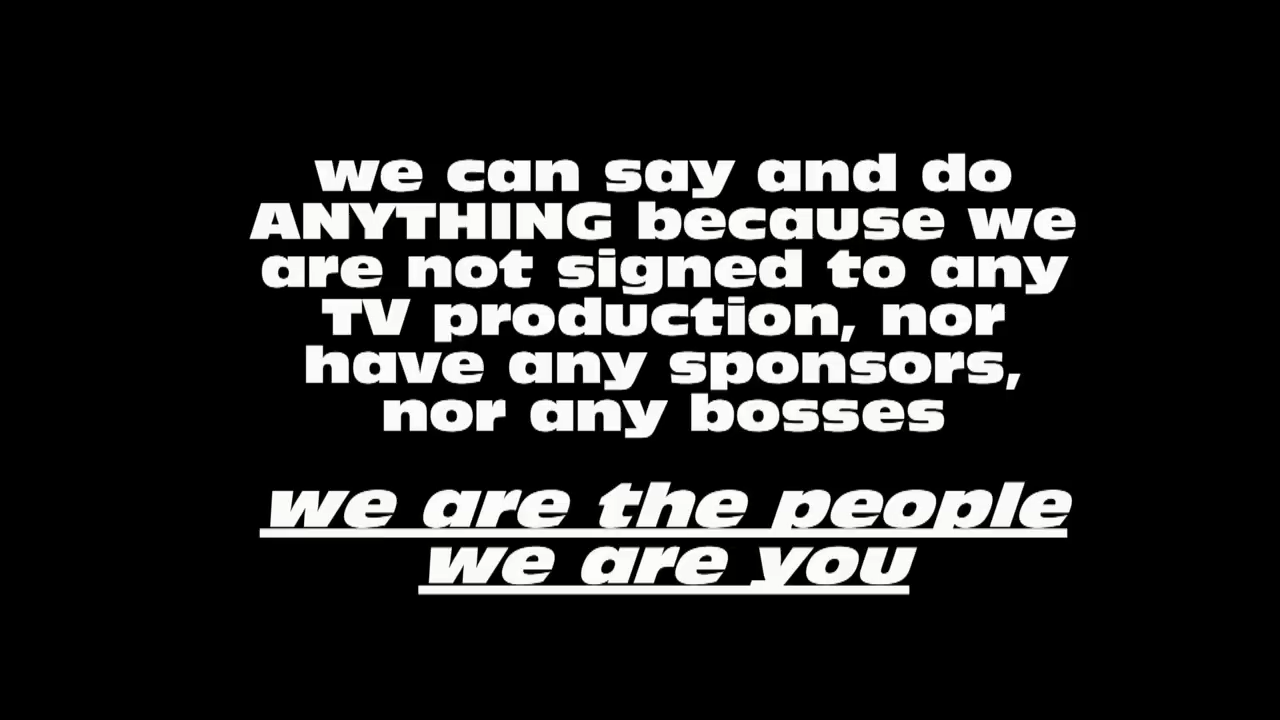 we can say and do
ANYTHING because we
are not signed to any
TV production, nor
have any sponsors,
nor any bosses
we are the people
we are you